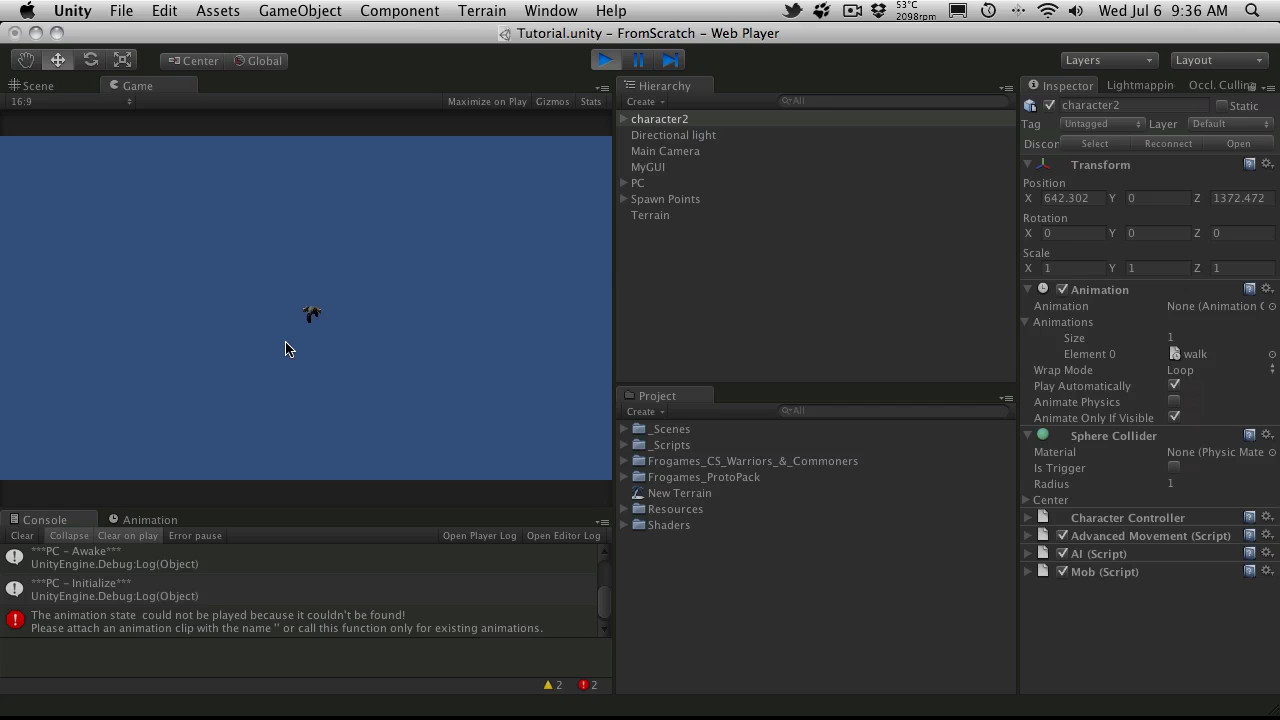 Unity File Edit Assets GameObject Component Terrain Window Help 53°C 2098rpm Wed Jul 6 9:36 AM
Tutorial.unity - FromScratch - Web Player
Center Global Layers Layout
Scene Game
16:9 Maximize on Play Gizmos Stats
Hierarchy
Create All
character2
Directional light
Main Camera
MyGUI
PC
Spawn Points
Terrain
Project
Create All
_Scenes
_Scripts
Frogames_CS_Warriors_&_Commoners
Frogames_ProtoPack
New Terrain
Resources
Shaders
Inspector Lightmappin Occl. Culling
character2 Static
Tag Untagged Layer Default
Discor Select Reconnect Open
Transform
Position
X 642.302 Y 0 Z 1372.472
Rotation
X 0 Y 0 Z 0
Scale
X 1 Y 1 Z 1
Animation
Animation None (Animation C
Animations
Size 1
Element 0 walk
Wrap Mode Loop
Play Automatically
Animate Physics
Animate Only If Visible
Sphere Collider
Material None (Physic Mate
Is Trigger
Radius 1
Center
Character Controller
Advanced Movement (Script)
AI (Script)
Mob (Script)
Console Animation
Clear Collapse Clear on play Error pause Open Player Log Open Editor Log
***PC - Awake***
UnityEngine.Debug:Log(Object)
***PC - Initialize***
UnityEngine.Debug:Log(Object)
The animation state  could not be played because it couldn't be found!
Please attach an animation clip with the name '' or call this function only for existing animations.
2 2